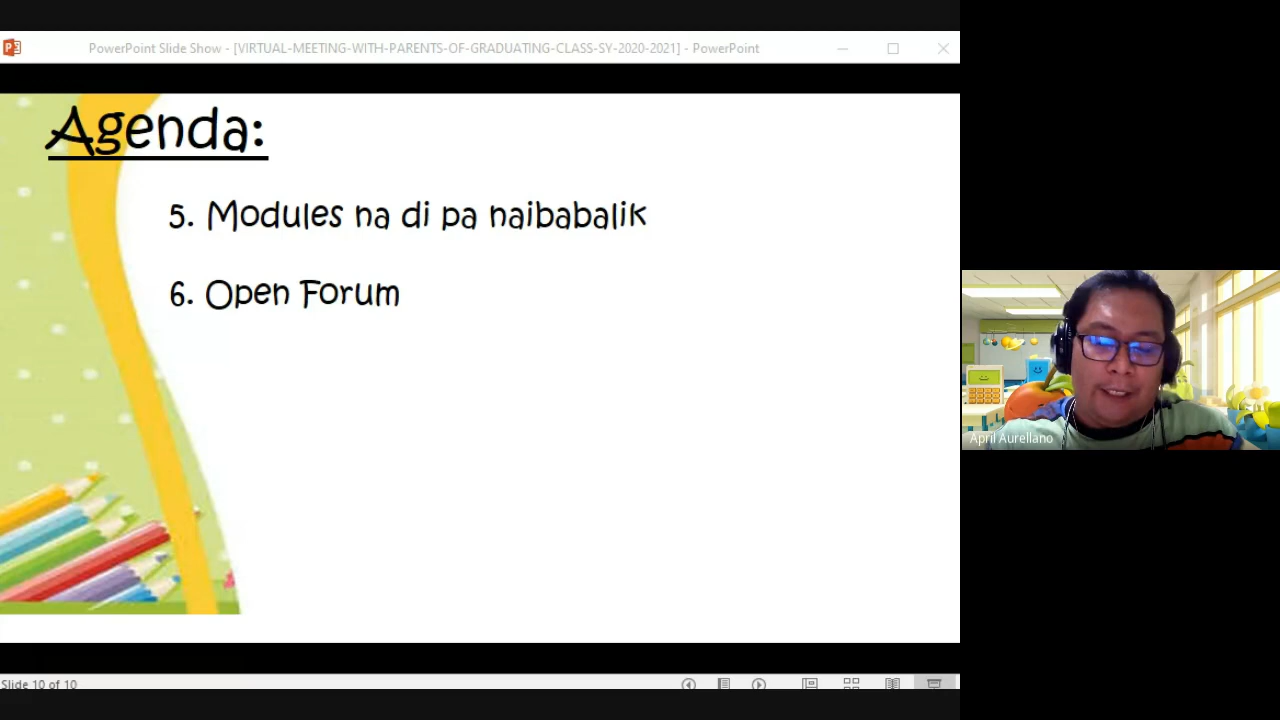 PowerPoint Slide Show - [VIRTUAL-MEETING-WITH-PARENTS-OF-GRADUATING-CLASS-SY-2020-2021] - PowerPoint
Agenda:
5. Modules na di pa naibabalik
6. Open Forum
April Aurellano
Slide 10 of 10